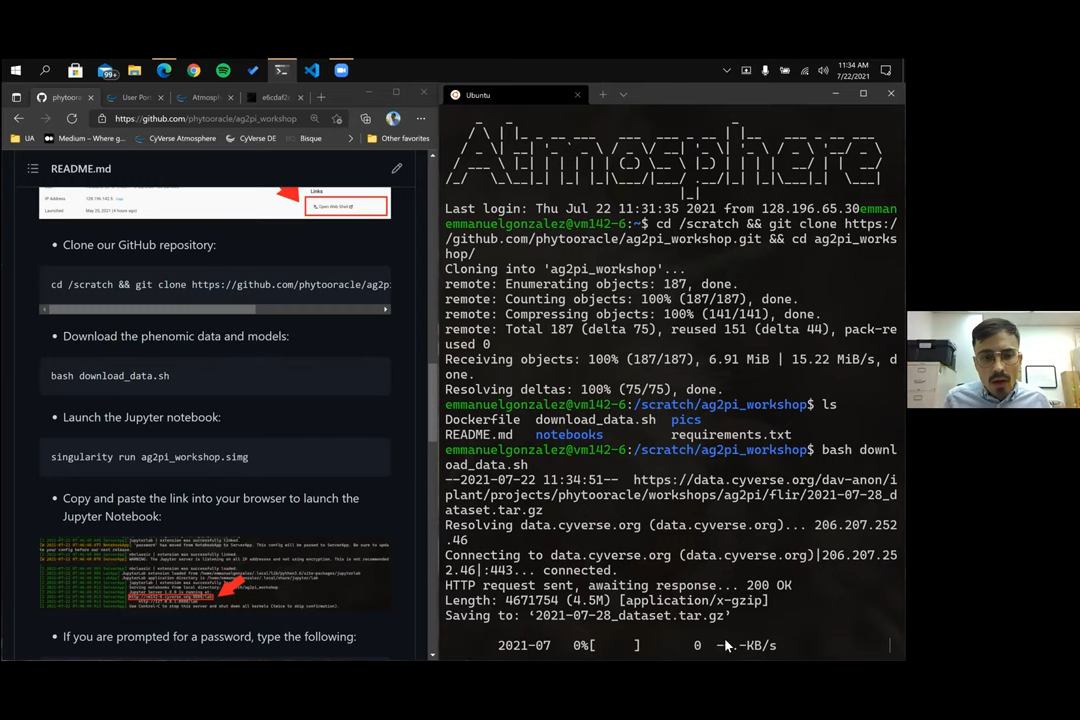 99+
11:34 AM
7/22/2021
phytoora
User Por
Atmosph
e6cdaf2
https://github.com/phytooracle/ag2pi_workshop
UA
Medium – Where g...
CyVerse Atmosphere
CyVerse DE
Bisque
Other favorites
README.md
IP Address
Launched
Links
Open Web Shell
Clone our GitHub repository:
cd /scratch && git clone https://github.com/phytooracle/ag2p
Download the phenomic data and models:
bash download_data.sh
Launch the Jupyter notebook:
singularity run ag2pi_workshop.simg
Copy and paste the link into your browser to launch the
Jupyter Notebook:
If you are prompted for a password, type the following:
Ubuntu
Atmosphere
Last login: Thu Jul 22 11:31:35 2021 from 128.196.65.30emman
emmanuelgonzalez@vm142-6:~$ cd /scratch && git clone https:/
/github.com/phytooracle/ag2pi_workshop.git && cd ag2pi_works
hop/
Cloning into 'ag2pi_workshop'...
remote: Enumerating objects: 187, done.
remote: Counting objects: 100% (187/187), done.
remote: Compressing objects: 100% (141/141), done.
remote: Total 187 (delta 75), reused 151 (delta 44), pack-re
used 0
Receiving objects: 100% (187/187), 6.91 MiB | 15.22 MiB/s, d
one.
Resolving deltas: 100% (75/75), done.
emmanuelgonzalez@vm142-6:/scratch/ag2pi_workshop$ ls
Dockerfile download_data.sh pics
README.md notebooks requirements.txt
emmanuelgonzalez@vm142-6:/scratch/ag2pi_workshop$ bash downl
oad_data.sh
--2021-07-22 11:34:51-- https://data.cyverse.org/dav-anon/i
plant/projects/phytooracle/workshops/ag2pi/flir/2021-07-28_d
ataset.tar.gz
Resolving data.cyverse.org (data.cyverse.org)... 206.207.252
.46
Connecting to data.cyverse.org (data.cyverse.org)|206.207.25
2.46|:443... connected.
HTTP request sent, awaiting response... 200 OK
Length: 4671754 (4.5M) [application/x-gzip]
Saving to: ‘2021-07-28_dataset.tar.gz’
2021-07 0%[ ] 0 --.-KB/s